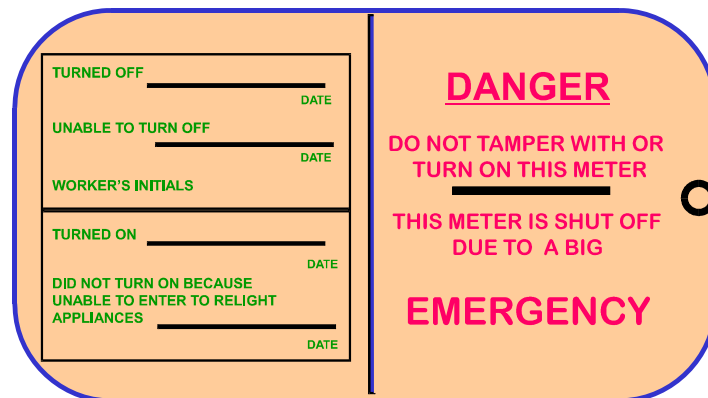 TURNED OFF
DATE
UNABLE TO TURN OFF
DATE
WORKER'S INITIALS
TURNED ON
DATE
DID NOT TURN ON BECAUSE
UNABLE TO ENTER TO RELIGHT
APPLIANCES
DATE
DANGER
DO NOT TAMPER WITH OR
TURN ON THIS METER
THIS METER IS SHUT OFF
DUE TO A BIG
EMERGENCY